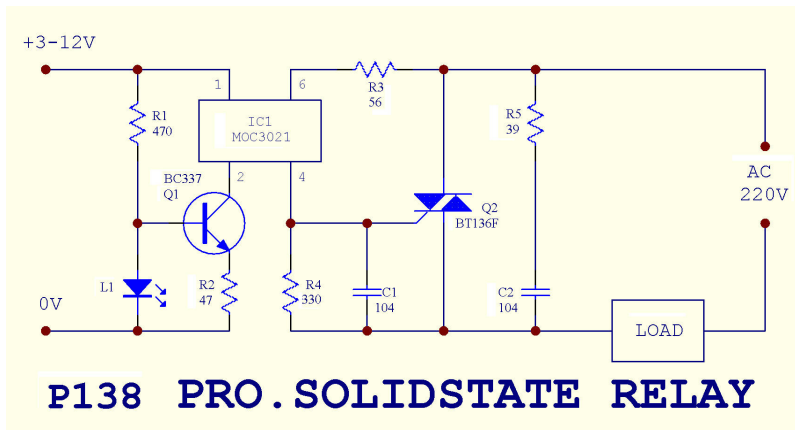 +3-12V
1
6
R3
56
R1
470
IC1
MOC3021
R5
39
BC337
Q1
2
4
AC
220V
Q2
BT136F
0V
L1
R2
47
R4
330
C1
104
C2
104
LOAD
P138 PRO.SOLIDSTATE RELAY